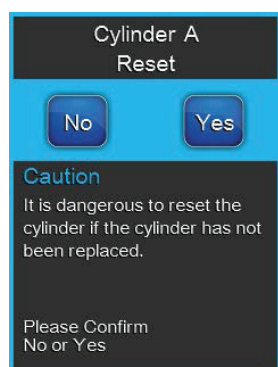 Cylinder A
Reset
No
Yes
Caution
It is dangerous to reset the
cylinder if the cylinder has not
been replaced.
Please Confirm
No or Yes